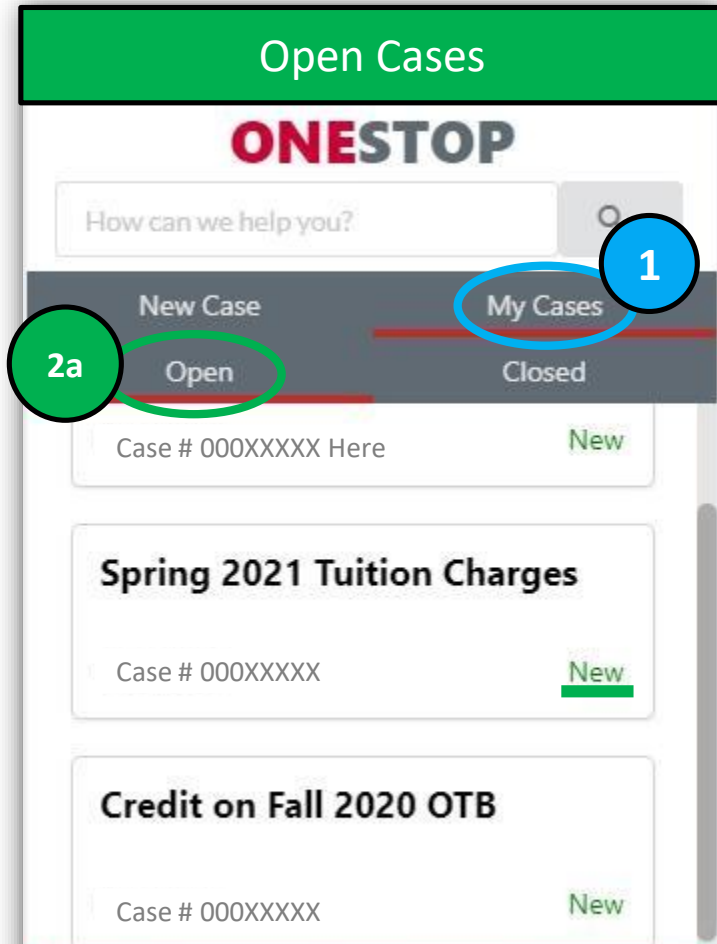 Open Cases
ONESTOP
How can we help you?
1
New Case My Cases
2a
Open Closed
Case # 000XXXXX Here New
Spring 2021 Tuition Charges
Case # 000XXXXX New
Credit on Fall 2020 OTB
Case # 000XXXXX New